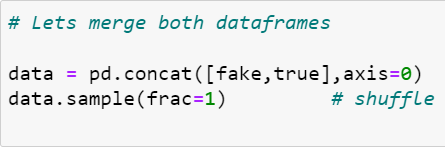 # Lets merge both dataframes
data = pd.concat([fake,true],axis=0)
data.sample(frac=1)         # shuffle